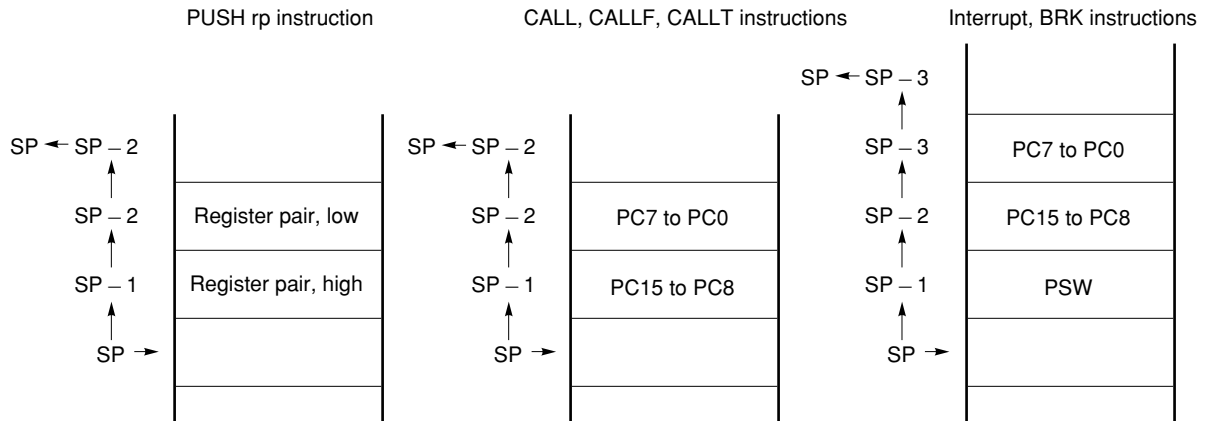 PUSH rp instruction
SP ← SP – 2
SP – 2
Register pair, low
SP – 1
Register pair, high
SP →
CALL, CALLF, CALLT instructions
SP ← SP – 2
SP – 2
PC7 to PC0
SP – 1
PC15 to PC8
SP →
Interrupt, BRK instructions
SP ← SP – 3
SP – 3
PC7 to PC0
SP – 2
PC15 to PC8
SP – 1
PSW
SP →